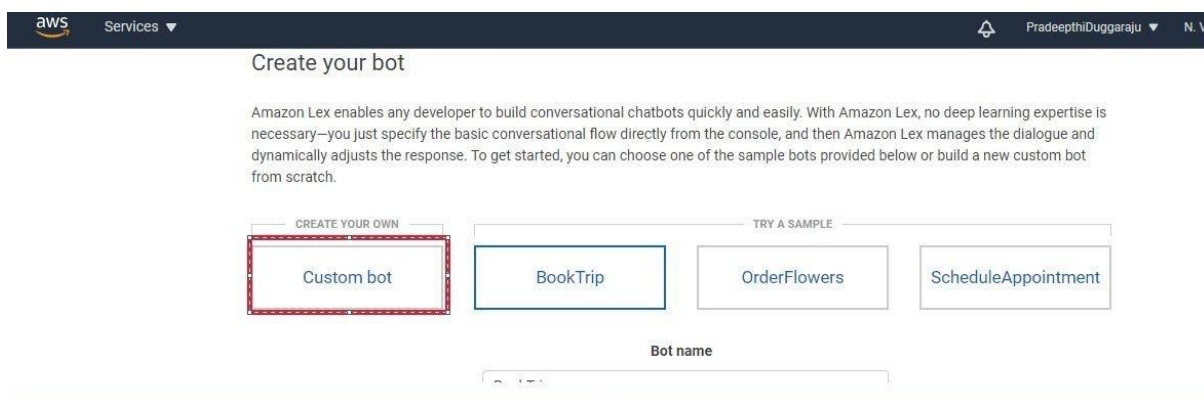 aws Services PradeepthiDuggaraju N. V
Create your bot
Amazon Lex enables any developer to build conversational chatbots quickly and easily. With Amazon Lex, no deep learning expertise is
necessary—you just specify the basic conversational flow directly from the console, and then Amazon Lex manages the dialogue and
dynamically adjusts the response. To get started, you can choose one of the sample bots provided below or build a new custom bot
from scratch.
CREATE YOUR OWN TRY A SAMPLE
Custom bot BookTrip OrderFlowers ScheduleAppointment
Bot name